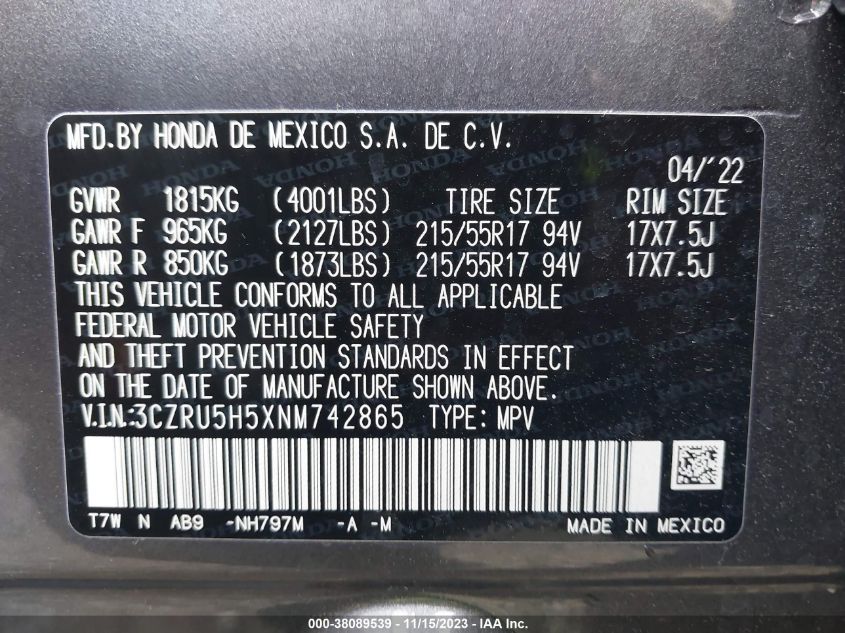 MFD.BY HONDA DE MEXICO S.A. DE C.V.
04/'22
GVWR 1815KG (4001LBS) TIRE SIZE RIM SIZE
GAWR F 965KG (2127LBS) 215/55R17 94V 17X7.5J
GAWR R 850KG (1873LBS) 215/55R17 94V 17X7.5J
THIS VEHICLE CONFORMS TO ALL APPLICABLE
FEDERAL MOTOR VEHICLE SAFETY
AND THEFT PREVENTION STANDARDS IN EFFECT
ON THE DATE OF MANUFACTURE SHOWN ABOVE.
V.I.N:3CZRU5H5XNM742865 TYPE: MPV
T7W N AB9 -NH797M -A -M MADE IN MEXICO
000-38089539 - 11/15/2023 - IAA Inc.